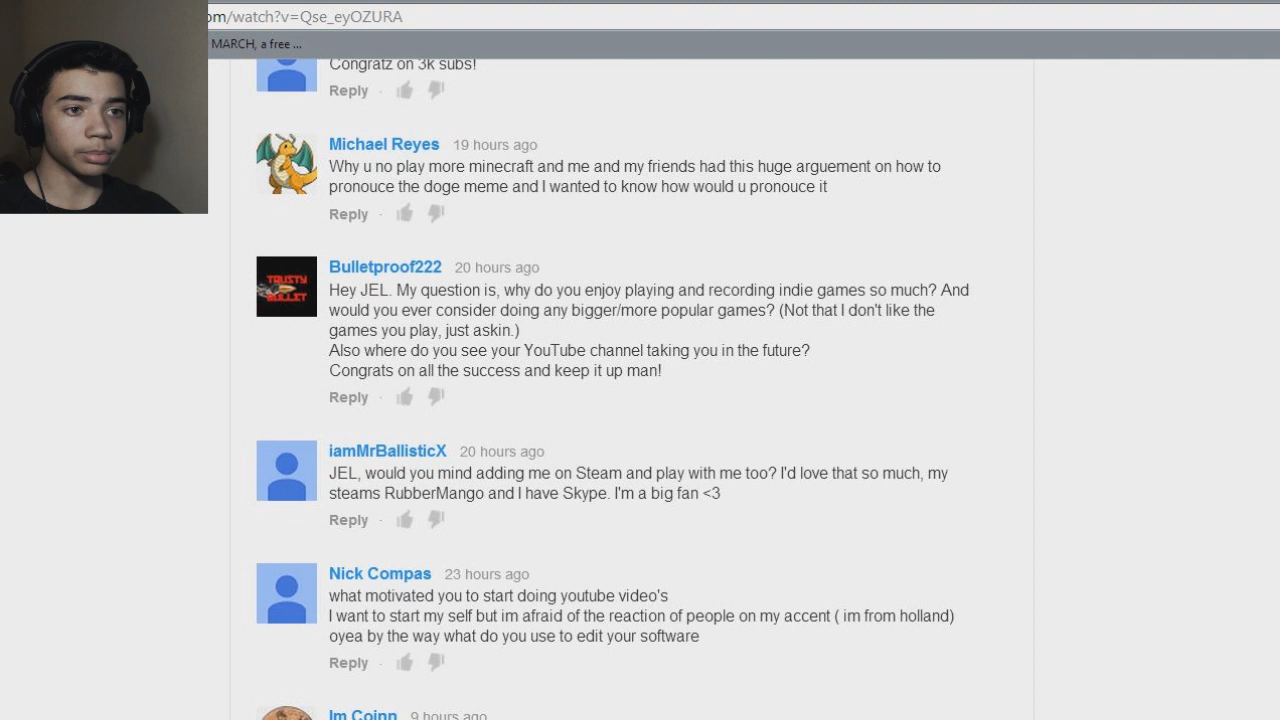 om/watch?v=Qse_eyOZURA
MARCH, a free ...
Congratz on 3k subs!
Reply ·
Michael Reyes 19 hours ago
Why u no play more minecraft and me and my friends had this huge arguement on how to
pronouce the doge meme and I wanted to know how would u pronouce it
Reply ·
TRUSTY
BULLET
Bulletproof222 20 hours ago
Hey JEL. My question is, why do you enjoy playing and recording indie games so much? And
would you ever consider doing any bigger/more popular games? (Not that I don't like the
games you play, just askin.)
Also where do you see your YouTube channel taking you in the future?
Congrats on all the success and keep it up man!
Reply ·
iamMrBallisticX 20 hours ago
JEL, would you mind adding me on Steam and play with me too? I'd love that so much, my
steams RubberMango and I have Skype. I'm a big fan <3
Reply ·
Nick Compas 23 hours ago
what motivated you to start doing youtube video's
I want to start my self but im afraid of the reaction of people on my accent ( im from holland)
oyea by the way what do you use to edit your software
Reply ·
Im Coinn 9 hours ago